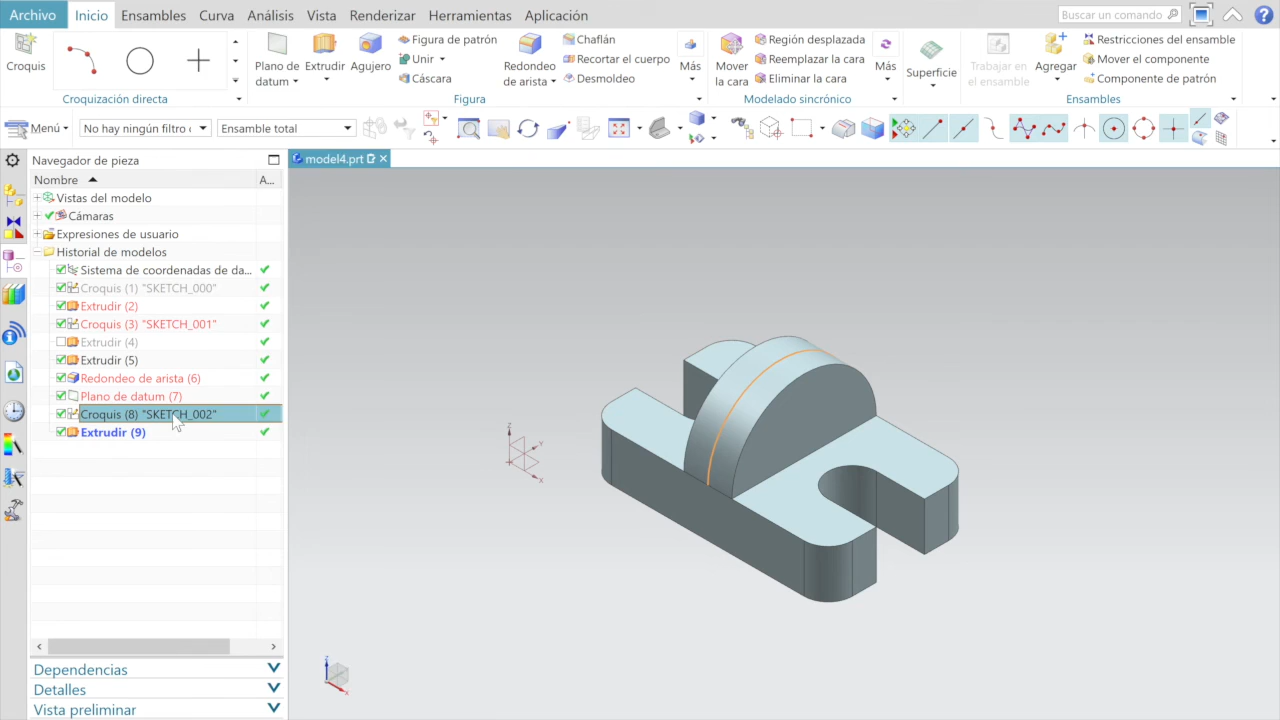 Archivo
Inicio
Ensambles
Curva
Análisis
Vista
Renderizar
Herramientas
Aplicación
Buscar un comando
Croquis
Croquización directa
Plano de datum
Extrudir
Agujero
Figura de patrón
Unir
Cáscara
Redondeo de arista
Chaflán
Recortar el cuerpo
Desmoldeo
Más
Figura
Mover la cara
Región desplazada
Reemplazar la cara
Eliminar la cara
Más
Modelado sincrónico
Superficie
Trabajar en el ensamble
Agregar
Restricciones del ensamble
Mover el componente
Componente de patrón
Ensambles
Menú
No hay ningún filtro
Ensamble total
Navegador de pieza
model4.prt
Nombre
A...
Vistas del modelo
Cámaras
Expresiones de usuario
Historial de modelos
Sistema de coordenadas de da...
Croquis (1) "SKETCH_000"
Extrudir (2)
Croquis (3) "SKETCH_001"
Extrudir (4)
Extrudir (5)
Redondeo de arista (6)
Plano de datum (7)
Croquis (8) "SKETCH_002"
Extrudir (9)
Dependencias
Detalles
Vista preliminar